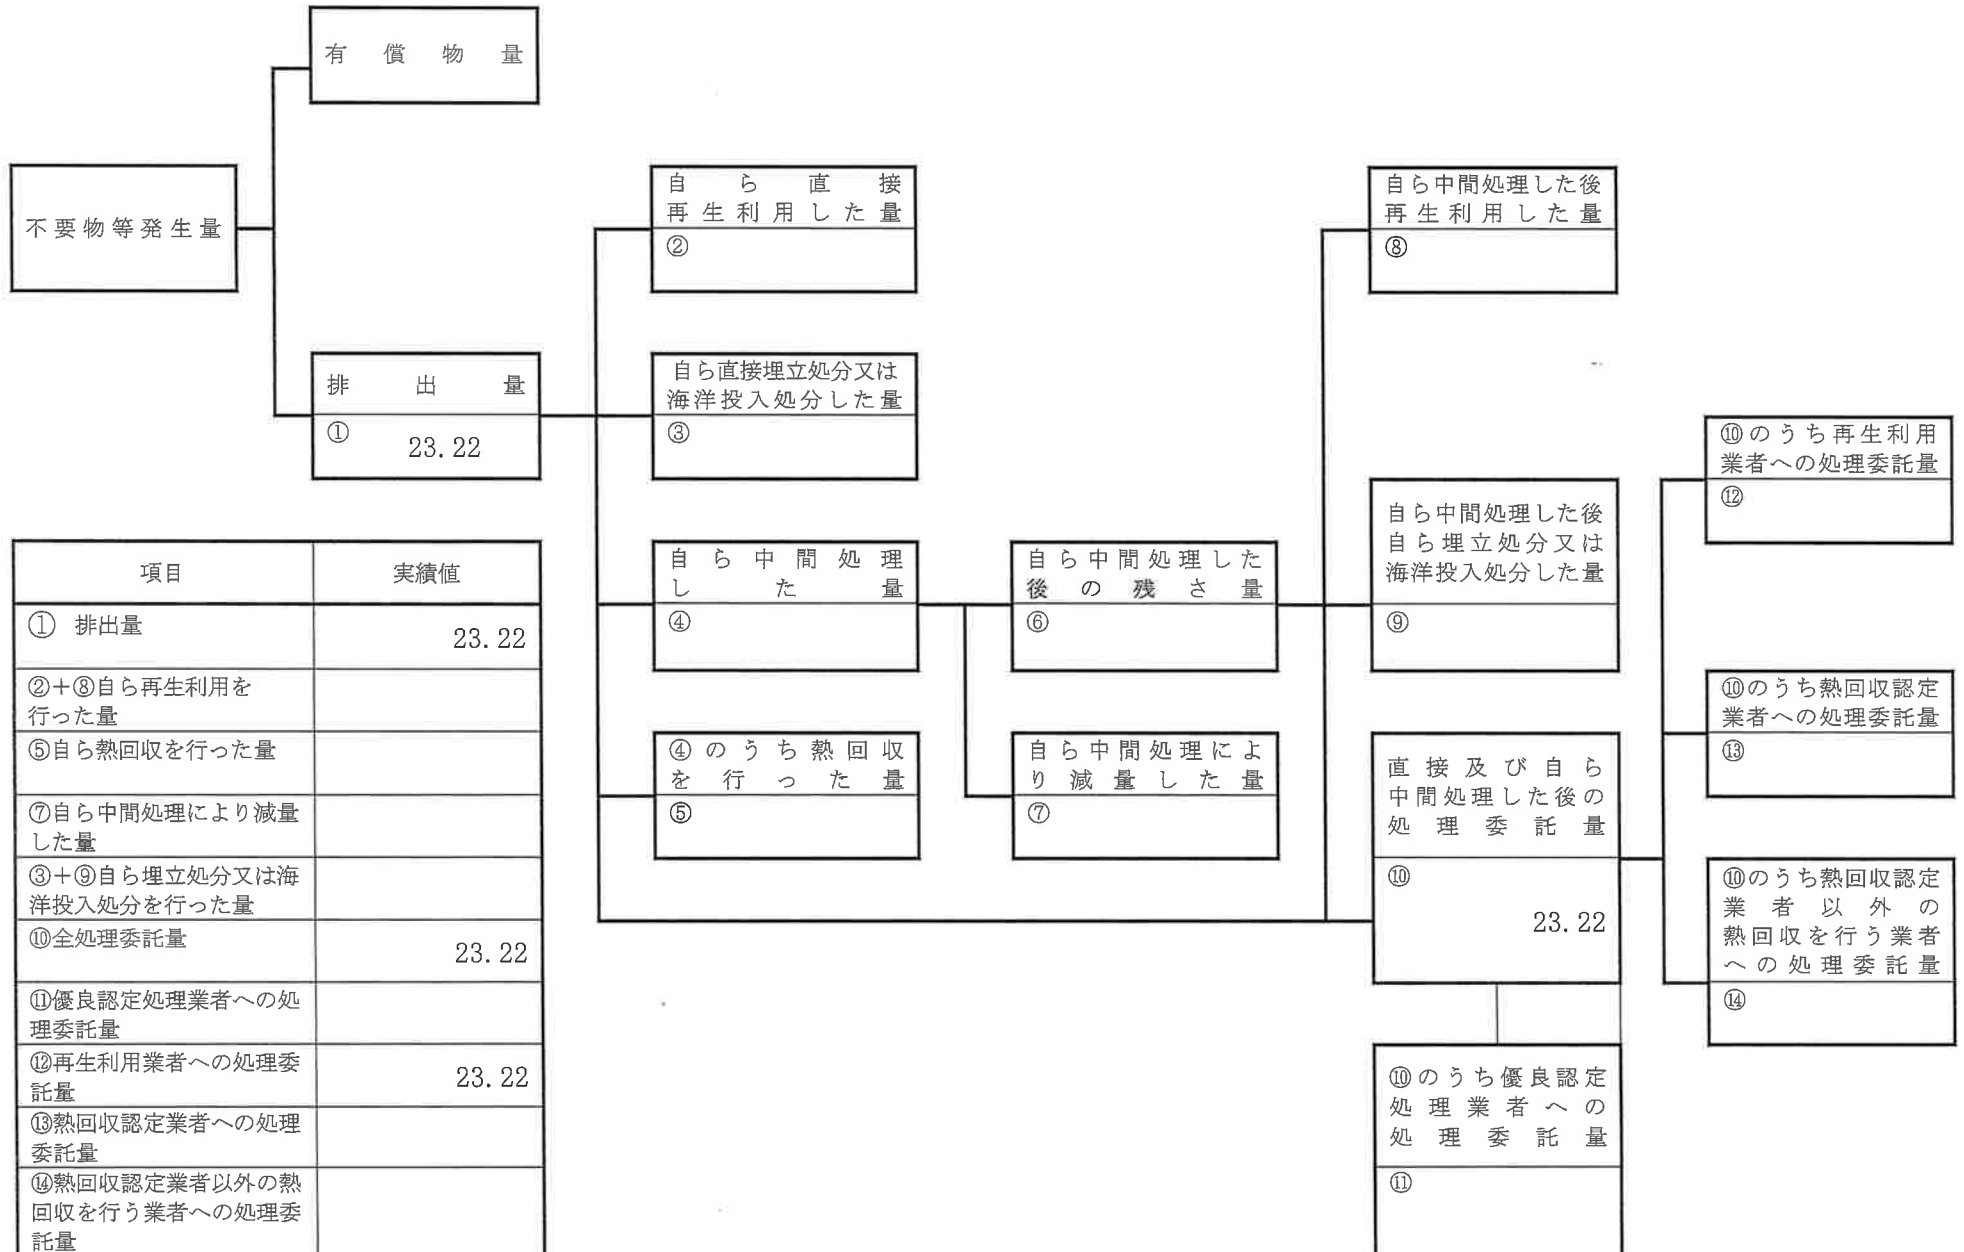 有償物量
不要物等発生量
排出量
① 23.22
自ら直接
再生利用した量
②
自ら直接埋立処分又は
海洋投入処分した量
③
自ら中間処理
した量
④
④のうち熱回収
を行った量
⑤
自ら中間処理した
後の残さ量
⑥
自ら中間処理によ
り減量した量
⑦
自ら中間処理した後
再生利用した量
⑧
自ら中間処理した後
自ら埋立処分又は
海洋投入処分した量
⑨
直接及び自ら
中間処理した後の
処理委託量
⑩
23.22
⑩のうち優良認定
処理業者への
処理委託量
⑪
⑩のうち再生利用
業者への処理委託量
⑫
⑩のうち熱回収認定
業者への処理委託量
⑬
⑩のうち熱回収認定
業者以外の
熱回収を行う業者
への処理委託量
⑭
項目 実績値
① 排出量 23.22
②+⑧自ら再生利用を
行った量
⑤自ら熱回収を行った量
⑦自ら中間処理により減量
した量
③+⑨自ら埋立処分又は海
洋投入処分を行った量
⑩全処理委託量 23.22
⑪優良認定処理業者への処
理委託量
⑫再生利用業者への処理委
託量 23.22
⑬熱回収認定業者への処理
委託量
⑭熱回収認定業者以外の熱
回収を行う業者への処理委
託量